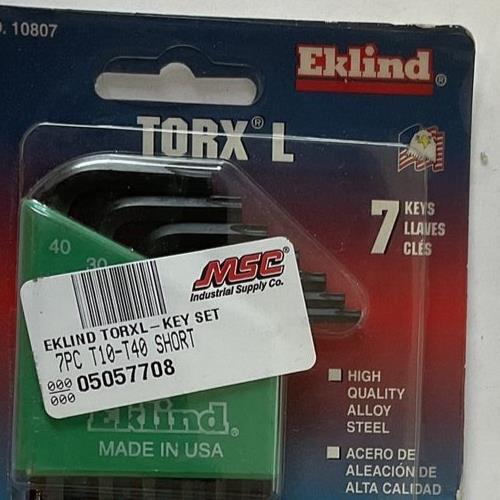 . 10807
Eklind®
TORX® L
7 KEYS
LLAVES
CLÉS
40
30
MSC®
Industrial Supply Co.
EKLIND TORXL-KEY SET
7PC T10-T40 SHORT
000 05057708
000
Eklind®
MADE IN USA
HIGH
QUALITY
ALLOY
STEEL
ACERO DE
ALEACIÓN DE
ALTA CALIDAD